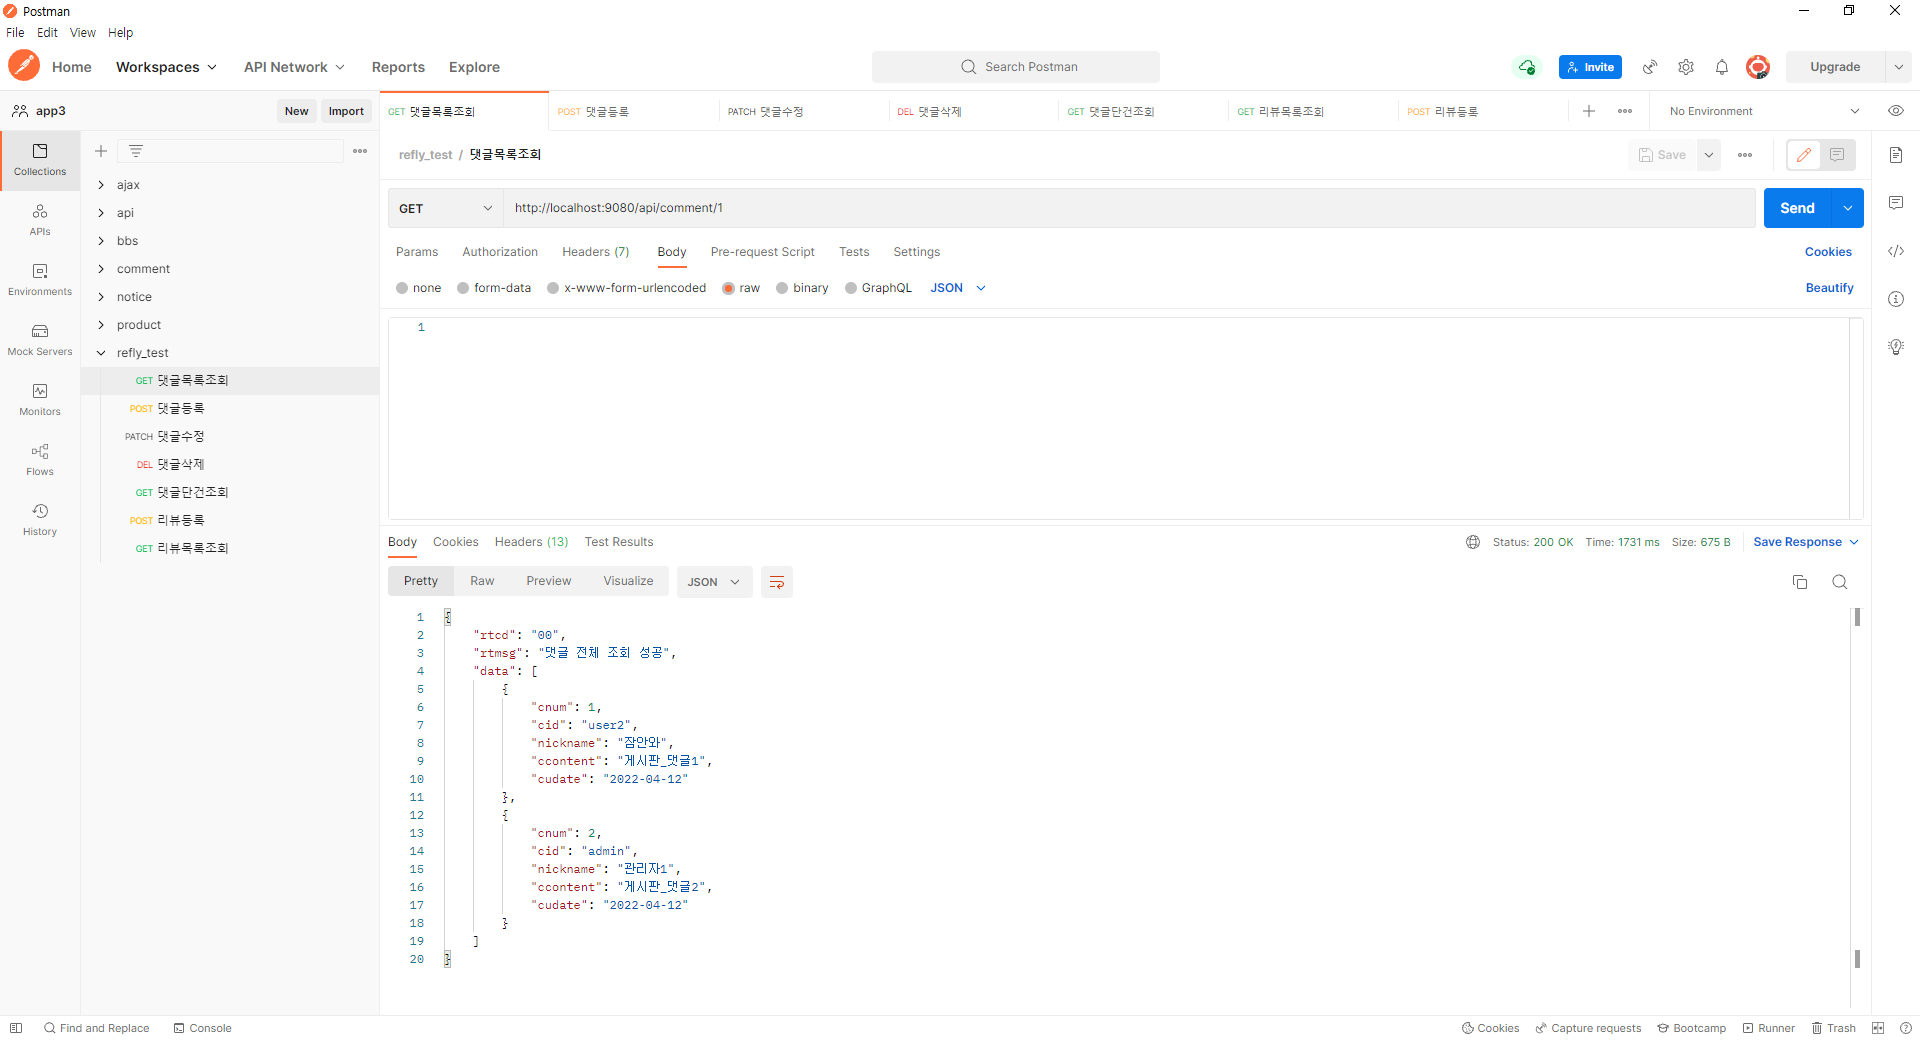 Postman
File Edit View Help
Home Workspaces API Network Reports Explore Search Postman Invite Upgrade
app3 New Import GET 댓글목록조회 POST 댓글등록 PATCH 댓글수정 DEL 댓글삭제 GET 댓글단건조회 GET 리뷰목록조회 POST 리뷰등록 No Environment
refly_test / 댓글목록조회 Save
Collections
APIs
Environments
Mock Servers
Monitors
Flows
History
ajax
api
bbs
comment
notice
product
refly_test
GET 댓글목록조회
POST 댓글등록
PATCH 댓글수정
DEL 댓글삭제
GET 댓글단건조회
POST 리뷰등록
GET 리뷰목록조회
GET http://localhost:9080/api/comment/1 Send
Params Authorization Headers (7) Body Pre-request Script Tests Settings Cookies
none form-data x-www-form-urlencoded raw binary GraphQL JSON Beautify
1
Body Cookies Headers (13) Test Results Status: 200 OK Time: 1731 ms Size: 675 B Save Response
Pretty Raw Preview Visualize JSON
1 {
2 "rtcd": "00",
3 "rtmsg": "댓글 전체 조회 성공",
4 "data": [
5 {
6 "cnum": 1,
7 "cid": "user2",
8 "nickname": "잠안와",
9 "ccontent": "게시판_댓글1",
10 "cudate": "2022-04-12"
11 },
12 {
13 "cnum": 2,
14 "cid": "admin",
15 "nickname": "관리자1",
16 "ccontent": "게시판_댓글2",
17 "cudate": "2022-04-12"
18 }
19 ]
20 }
Find and Replace Console Cookies Capture requests Bootcamp Runner Trash